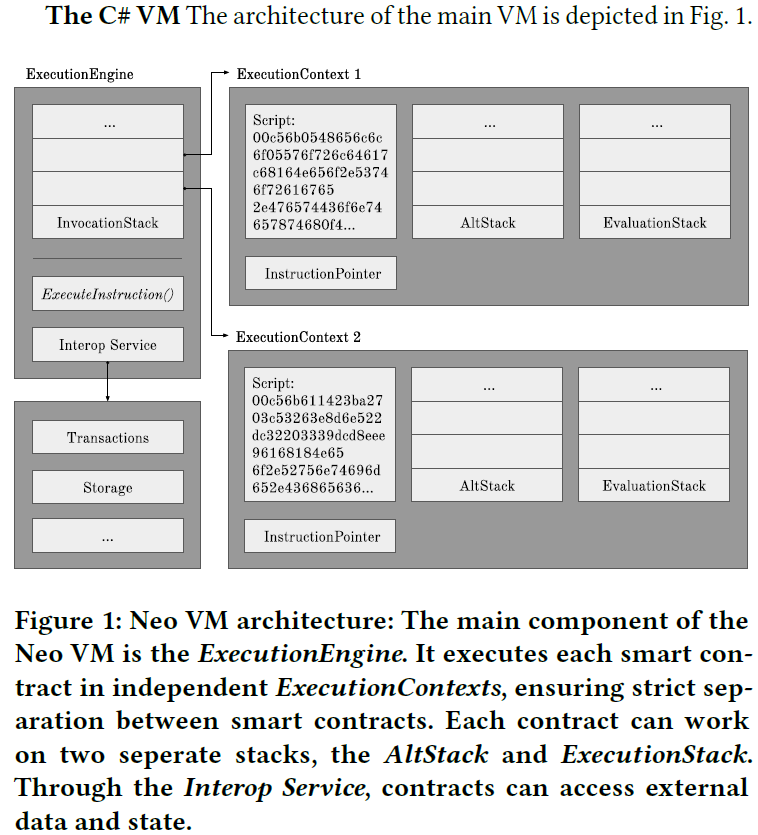 The C# VM The architecture of the main VM is depicted in Fig. 1.
ExecutionEngine
...
InvocationStack
ExecuteInstruction()
Interop Service
Transactions
Storage
...
ExecutionContext 1
Script:
00c56b0548656c6c
6f05576f726c64617
c68164e656f2e5374
6f72616765
2e476574436f6e74
657874680f4...
...
AltStack
...
EvaluationStack
InstructionPointer
ExecutionContext 2
Script:
00c56b611423ba27
03c53263e8d6e522
dc32203339dcd8eee
96168184e65
6f2e52756e74696d
652e436865636...
...
AltStack
...
EvaluationStack
InstructionPointer
Figure 1: Neo VM architecture: The main component of the
Neo VM is the ExecutionEngine. It executes each smart con-
tract in independent ExecutionContexts, ensuring strict sep-
aration between smart contracts. Each contract can work
on two seperate stacks, the AltStack and ExecutionStack.
Through the Interop Service, contracts can access external
data and state.